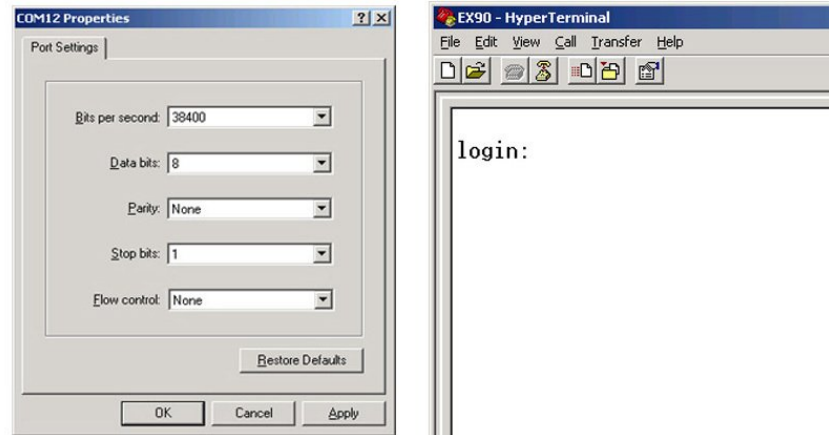 COM12 Properties
Port Settings
Bits per second: 38400
Data bits: 8
Parity: None
Stop bits: 1
Flow control: None
Restore Defaults
OK Cancel Apply
EX90 - HyperTerminal
File Edit View Call Transfer Help
login: